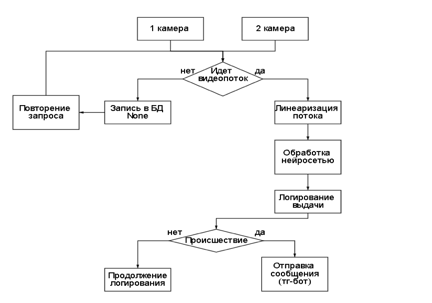 1 камера
2 камера
Идет
видеопоток
нет
да
Повторение
запроса
Запись в БД
None
Линеаризация
потока
Обработка
нейросетью
Логирование
выдачи
нет
да
Происшествие
Продолжение
логирования
Отправка
сообщения
(тг-бот)